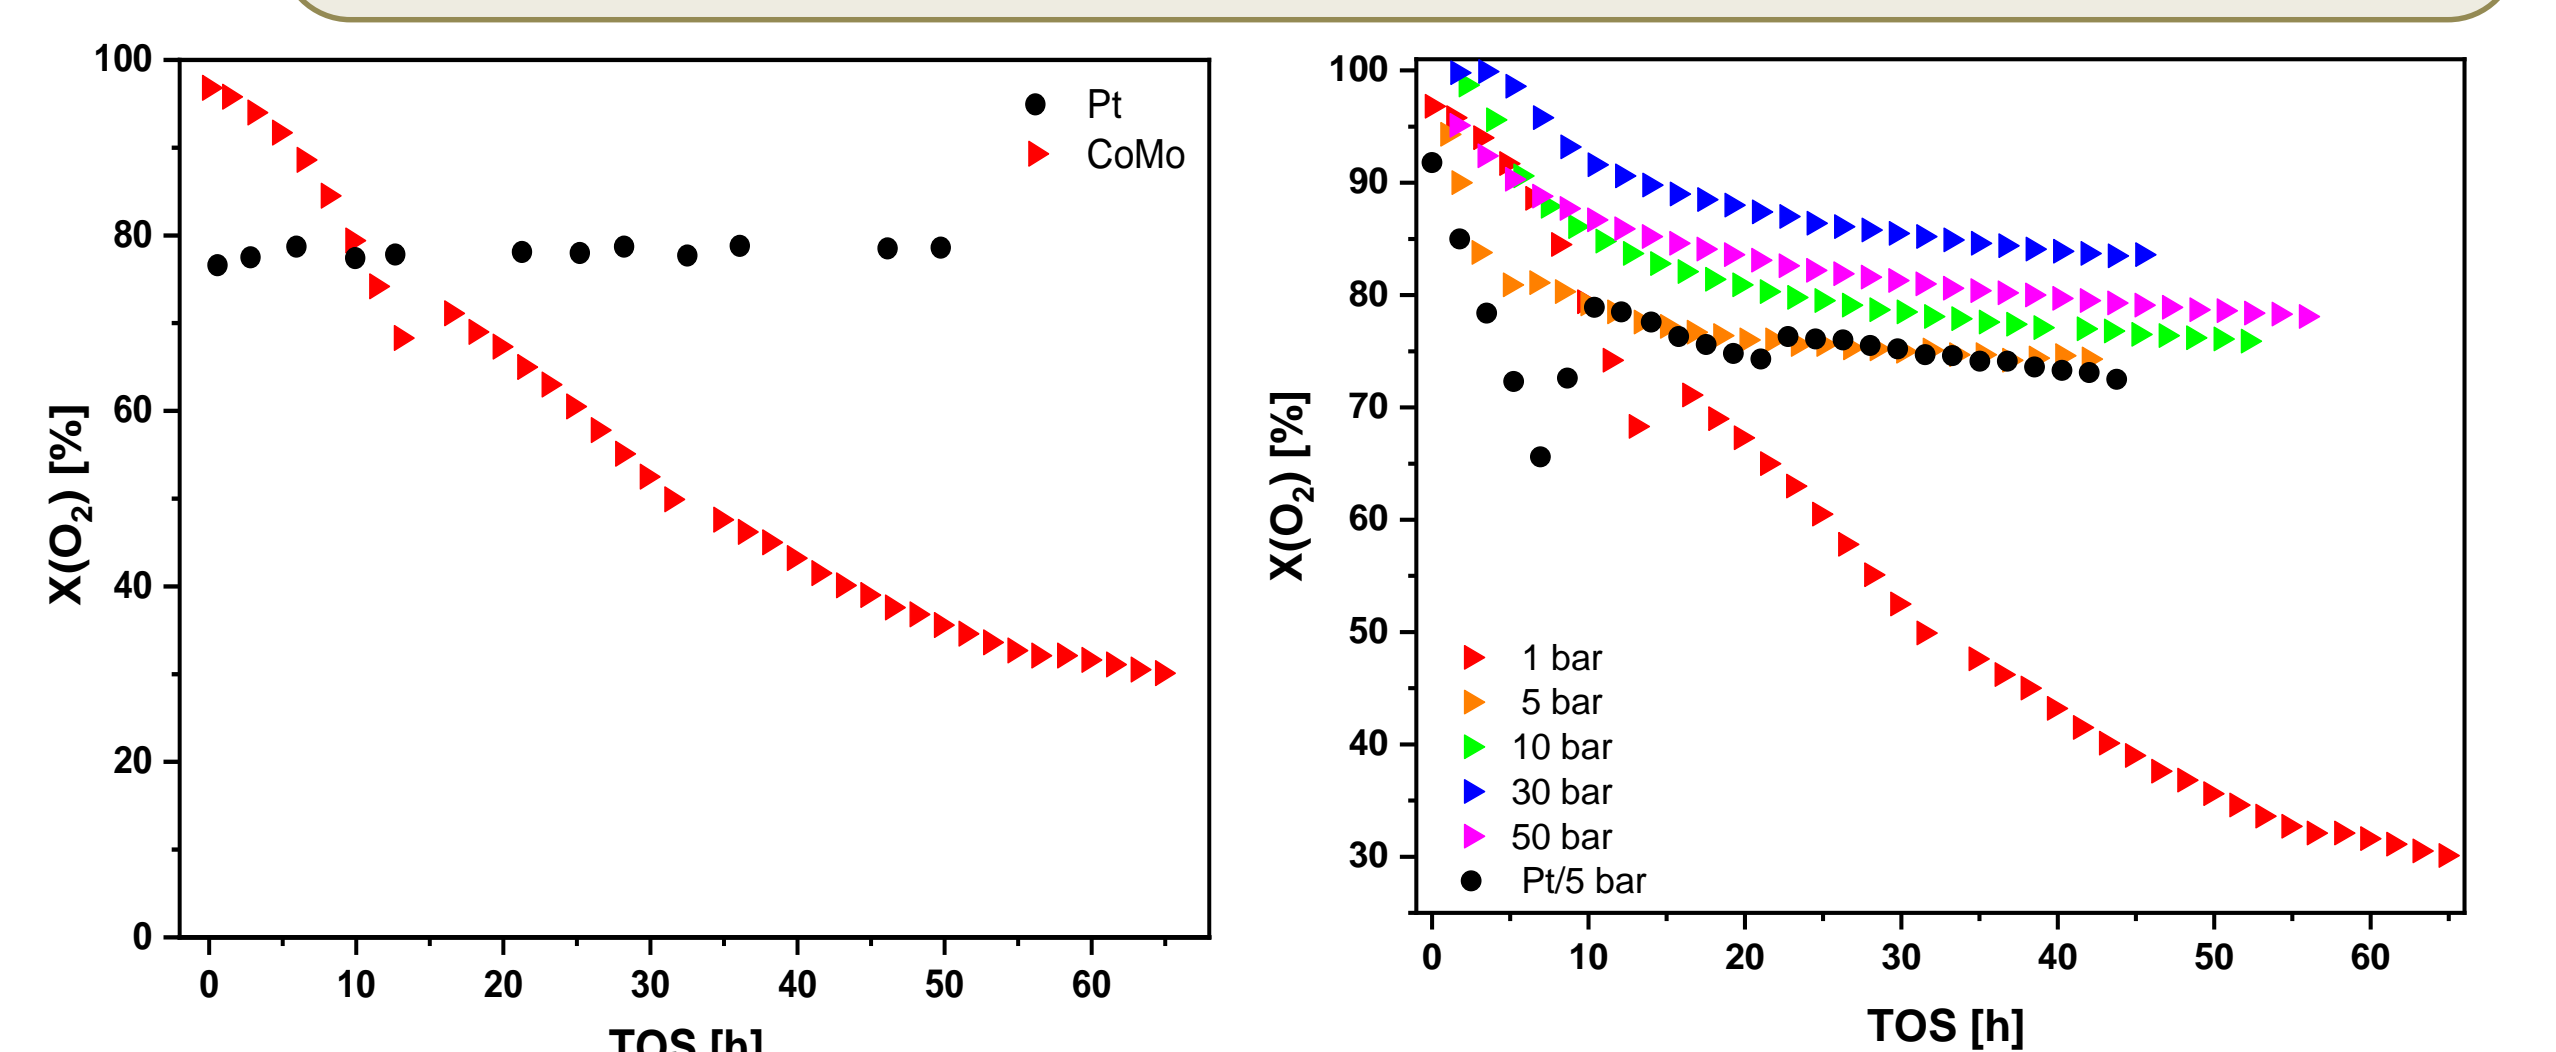 100
80
60
40
20
0
X(O₂) [%]
Pt
CoMo
0 10 20 30 40 50 60
TOS [h]
100
90
80
70
60
50
40
30
X(O₂) [%]
1 bar
5 bar
10 bar
30 bar
50 bar
Pt/5 bar
0 10 20 30 40 50 60
TOS [h]